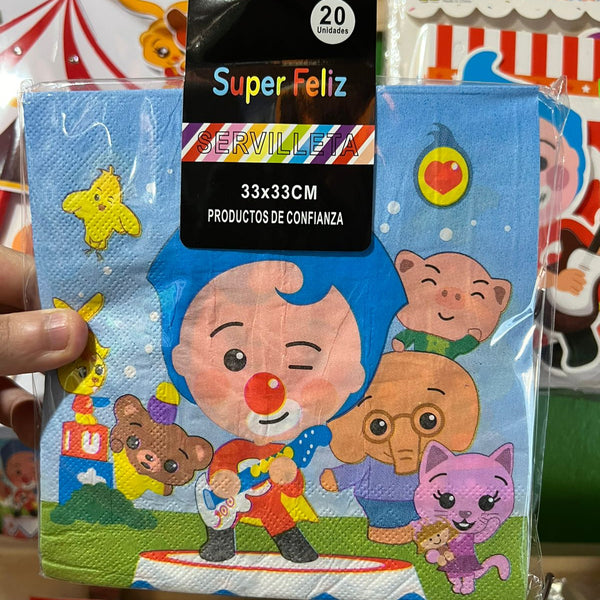 20
Unidades
Super Feliz
SERVILLETA
33x33CM
PRODUCTOS DE CONFIANZA